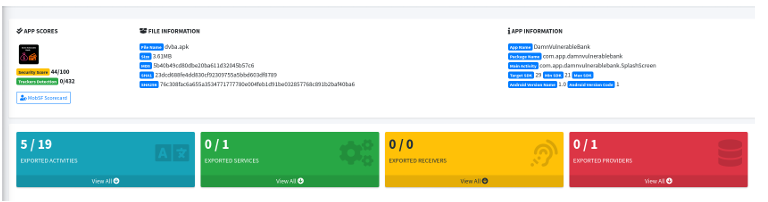 APP SCORES
Security Score 44/100
Trackers Detection 0/432
MobSF Scorecard
FILE INFORMATION
File Name dvba.apk
Size 3.61MB
MD5
SHA1
SHA256
APP INFORMATION
App Name DamnVulnerableBank
Package Name com.app.damnvulnerablebank
Main Activity com.app.damnvulnerablebank.SplashScreen
Target SDK 29 Min SDK 21 Max SDK
Android Version Name 1.0 Android Version Code 1
5 / 19
EXPORTED ACTIVITIES
View All
0 / 1
EXPORTED SERVICES
View All
0 / 0
EXPORTED RECEIVERS
View All
0 / 1
EXPORTED PROVIDERS
View All